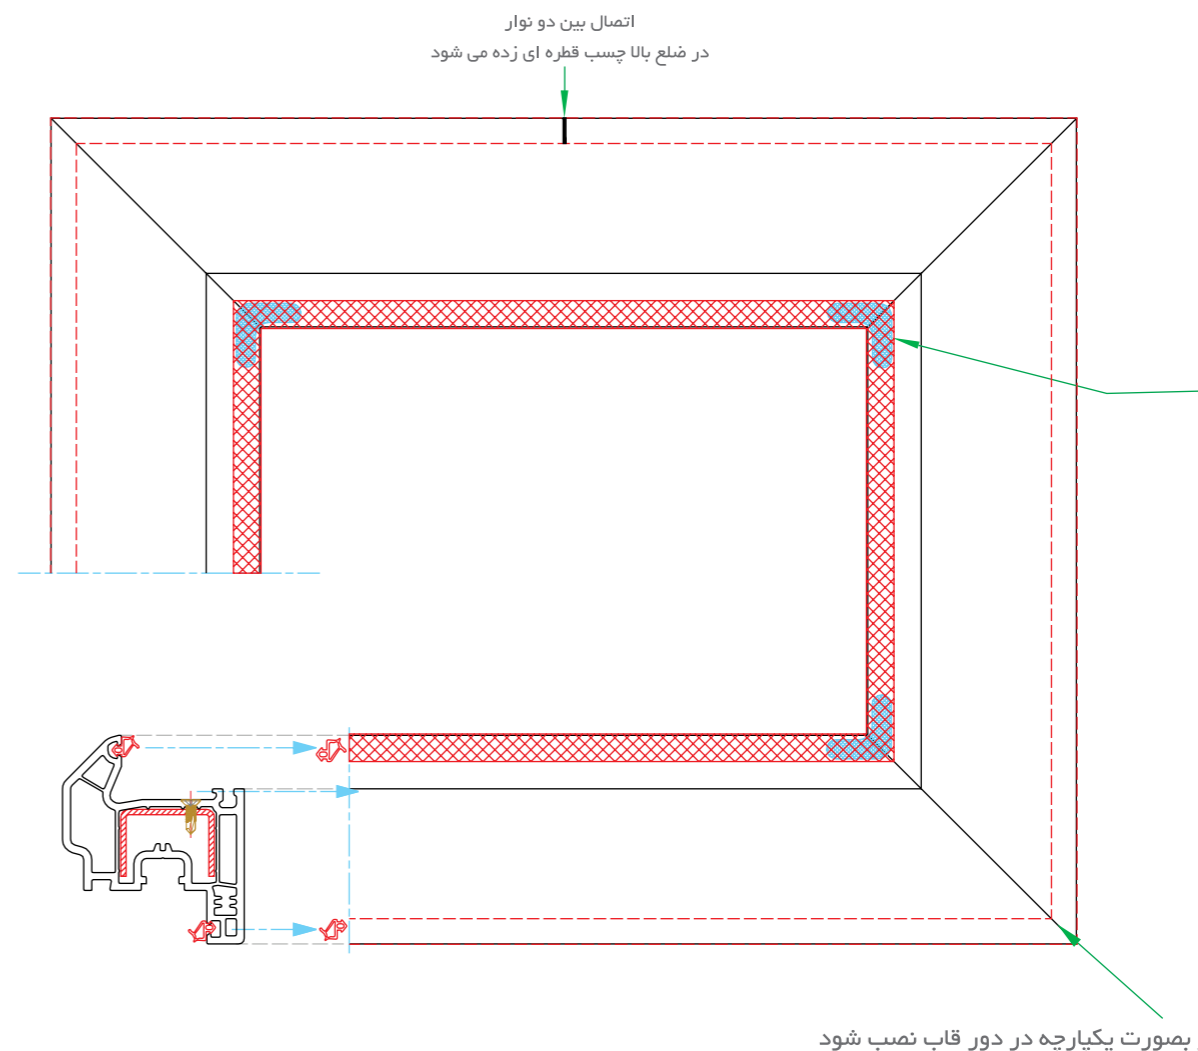 اتصال بین دو نوار
در ضلع بالا چسب قطره ای زده می شود
بصورت یکپارچه در دور قاب نصب شود